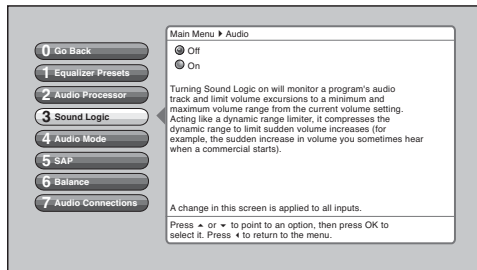 Main Menu ▸ Audio
0 Go Back
1 Equalizer Presets
2 Audio Processor
3 Sound Logic
4 Audio Mode
5 SAP
6 Balance
7 Audio Connections
Off
On
Turning Sound Logic on will monitor a program's audio
track and limit volume excursions to a minimum and
maximum volume range from the current volume setting.
Acting like a dynamic range limiter, it compresses the
dynamic range to limit sudden volume increases (for
example, the sudden increase in volume you sometimes hear
when a commercial starts).
A change in this screen is applied to all inputs.
Press ▴ or ▾ to point to an option, then press OK to
select it. Press ◂ to return to the menu.